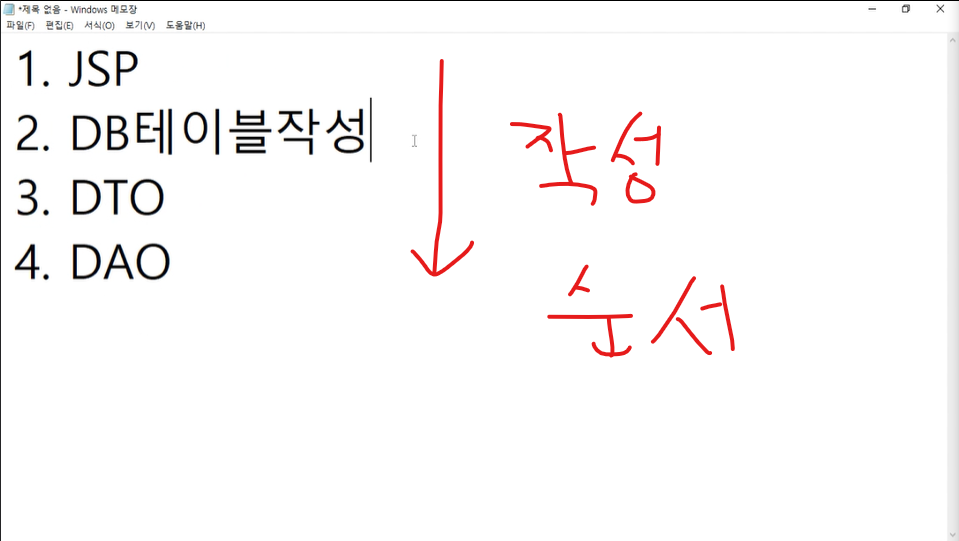 *제목 없음 - Windows 메모장
파일(F) 편집(E) 서식(O) 보기(V) 도움말(H)
1. JSP
2. DB테이블작성
3. DTO
4. DAO
작성
순서